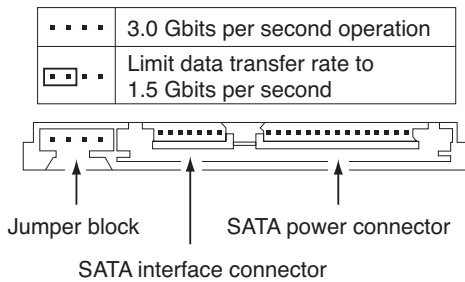 3.0 Gbits per second operation
Limit data transfer rate to
1.5 Gbits per second
Jumper block
SATA power connector
SATA interface connector